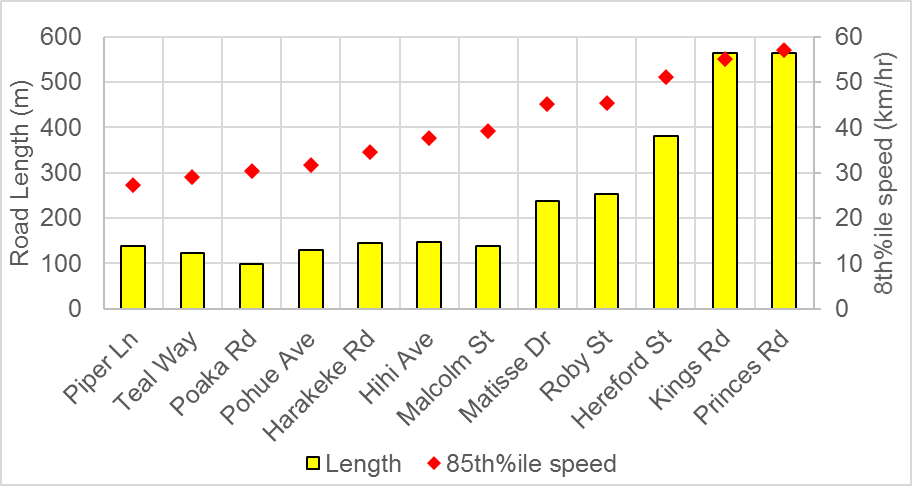 600
500
400
300
200
100
0
Road Length (m)
60
50
40
30
20
10
0
8th%ile speed (km/hr)
Piper Ln
Teal Way
Poaka Rd
Pohue Ave
Harakeke Rd
Hihi Ave
Malcolm St
Matisse Dr
Roby St
Hereford St
Kings Rd
Princes Rd
Length
85th%ile speed